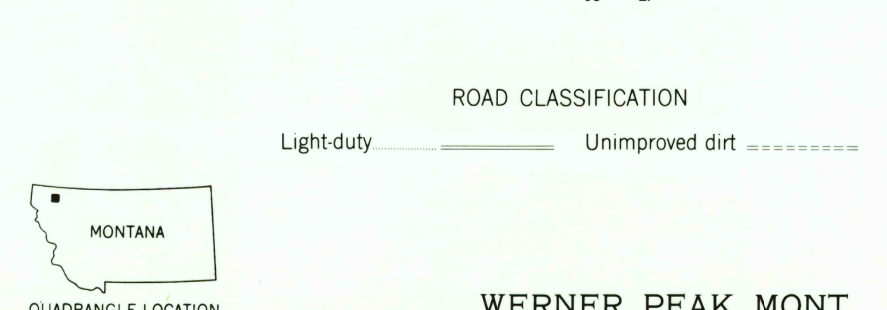 ROAD CLASSIFICATION
Light-duty Unimproved dirt
MONTANA
QUADRANGLE LOCATION
WERNER PEAK, MONT.